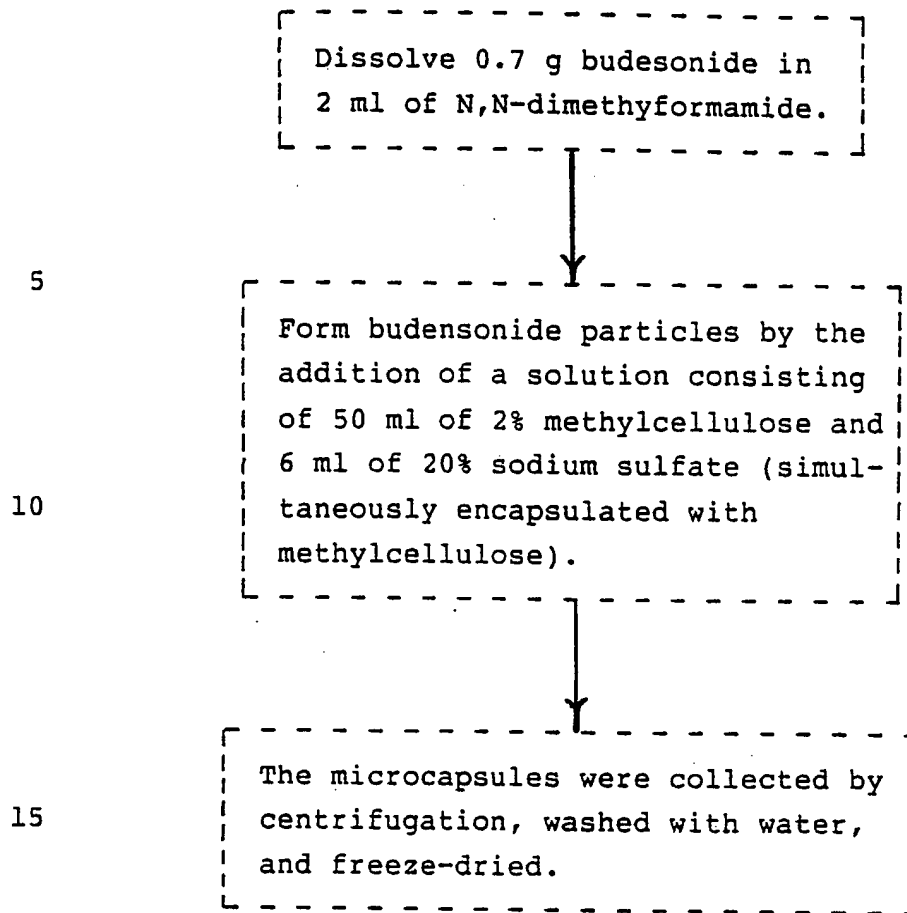 Dissolve 0.7 g budesonide in
2 ml of N,N-dimethyformamide.
5
Form budensonide particles by the
addition of a solution consisting
of 50 ml of 2% methylcellulose and
6 ml of 20% sodium sulfate (simul-
10
taneously encapsulated with
methylcellulose).
The microcapsules were collected by
15
centrifugation, washed with water,
and freeze-dried.